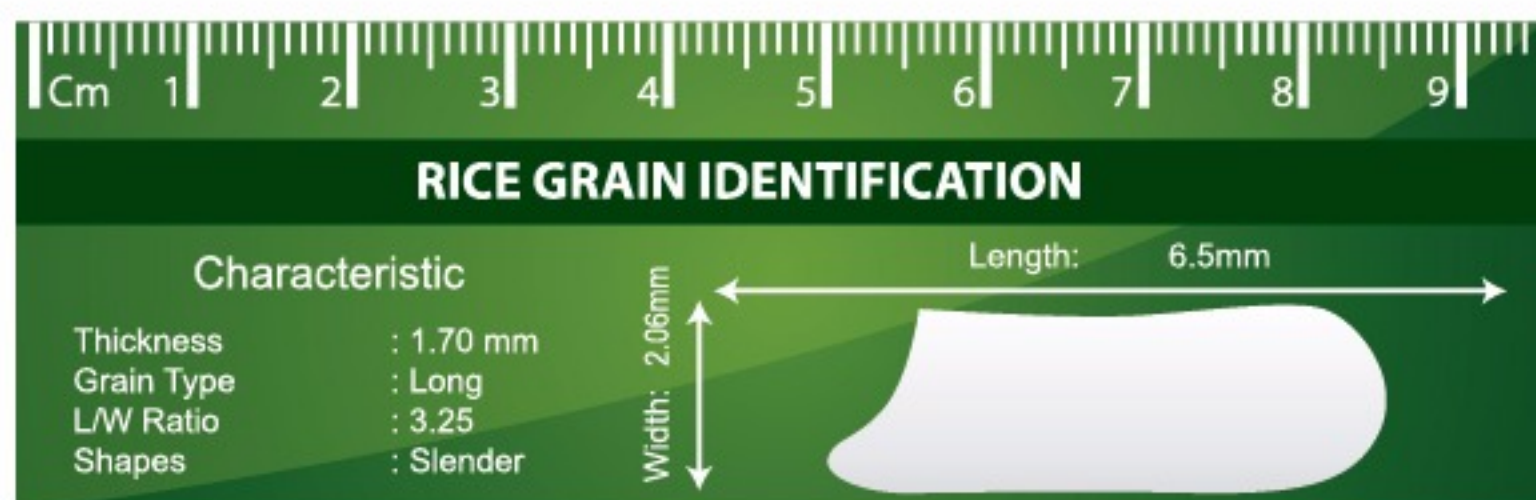 Cm 1 2 3 4 5 6 7 8 9
RICE GRAIN IDENTIFICATION
Characteristic
Thickness : 1.70 mm
Grain Type : Long
L/W Ratio : 3.25
Shapes : Slender
Width: 2.06mm
Length: 6.5mm